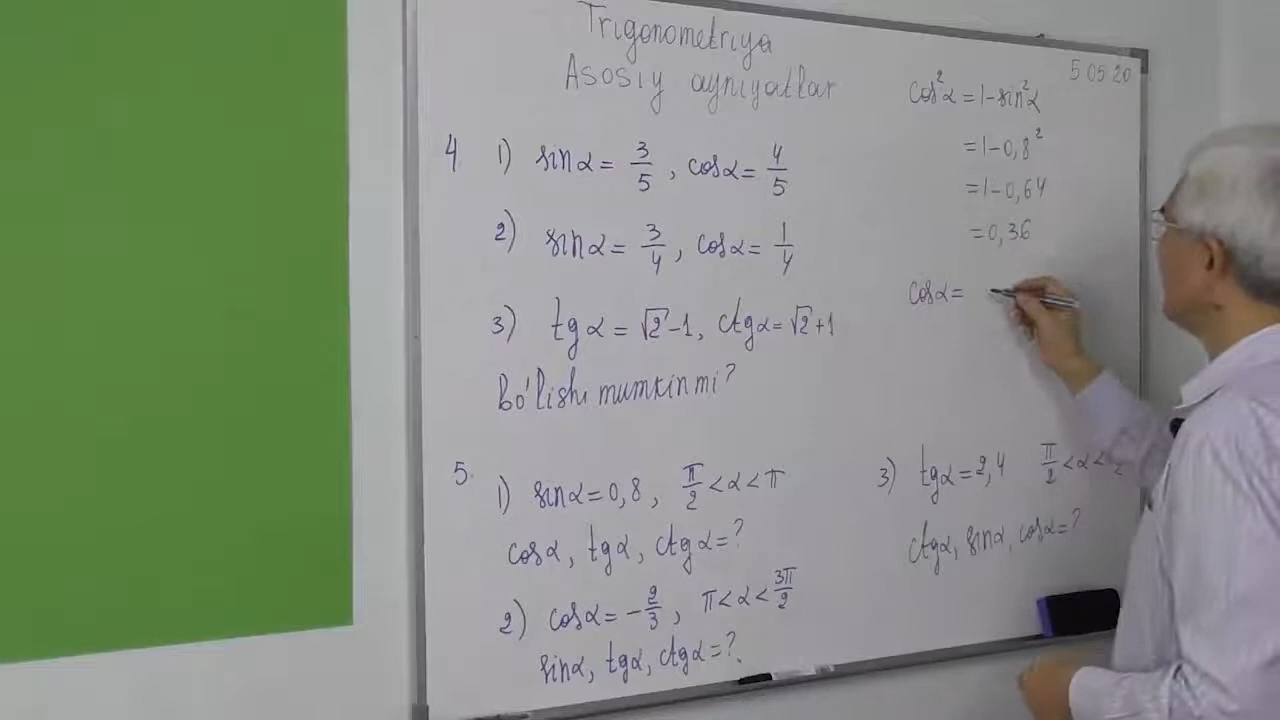 Trigonometriya
Asosiy ayniyatlar
5 05 20
4 1) sinα = 3/5, cosα = 4/5
2) sinα = 3/4, cosα = 1/4
3) tgα = √2-1, ctgα = √2+1
Bo'lishi mumkinmi?
cos²α = 1-sin²α
= 1-0,8²
= 1-0,64
= 0,36
cosα =
5. 1) sinα = 0,8, π/2 < α < π
cosα, tgα, ctgα = ?
2) cosα = -2/3, π < α < 3π/2
sinα, tgα, ctgα = ?
3) tgα = 2,4 π/2 < α <
ctgα, sinα, cosα = ?